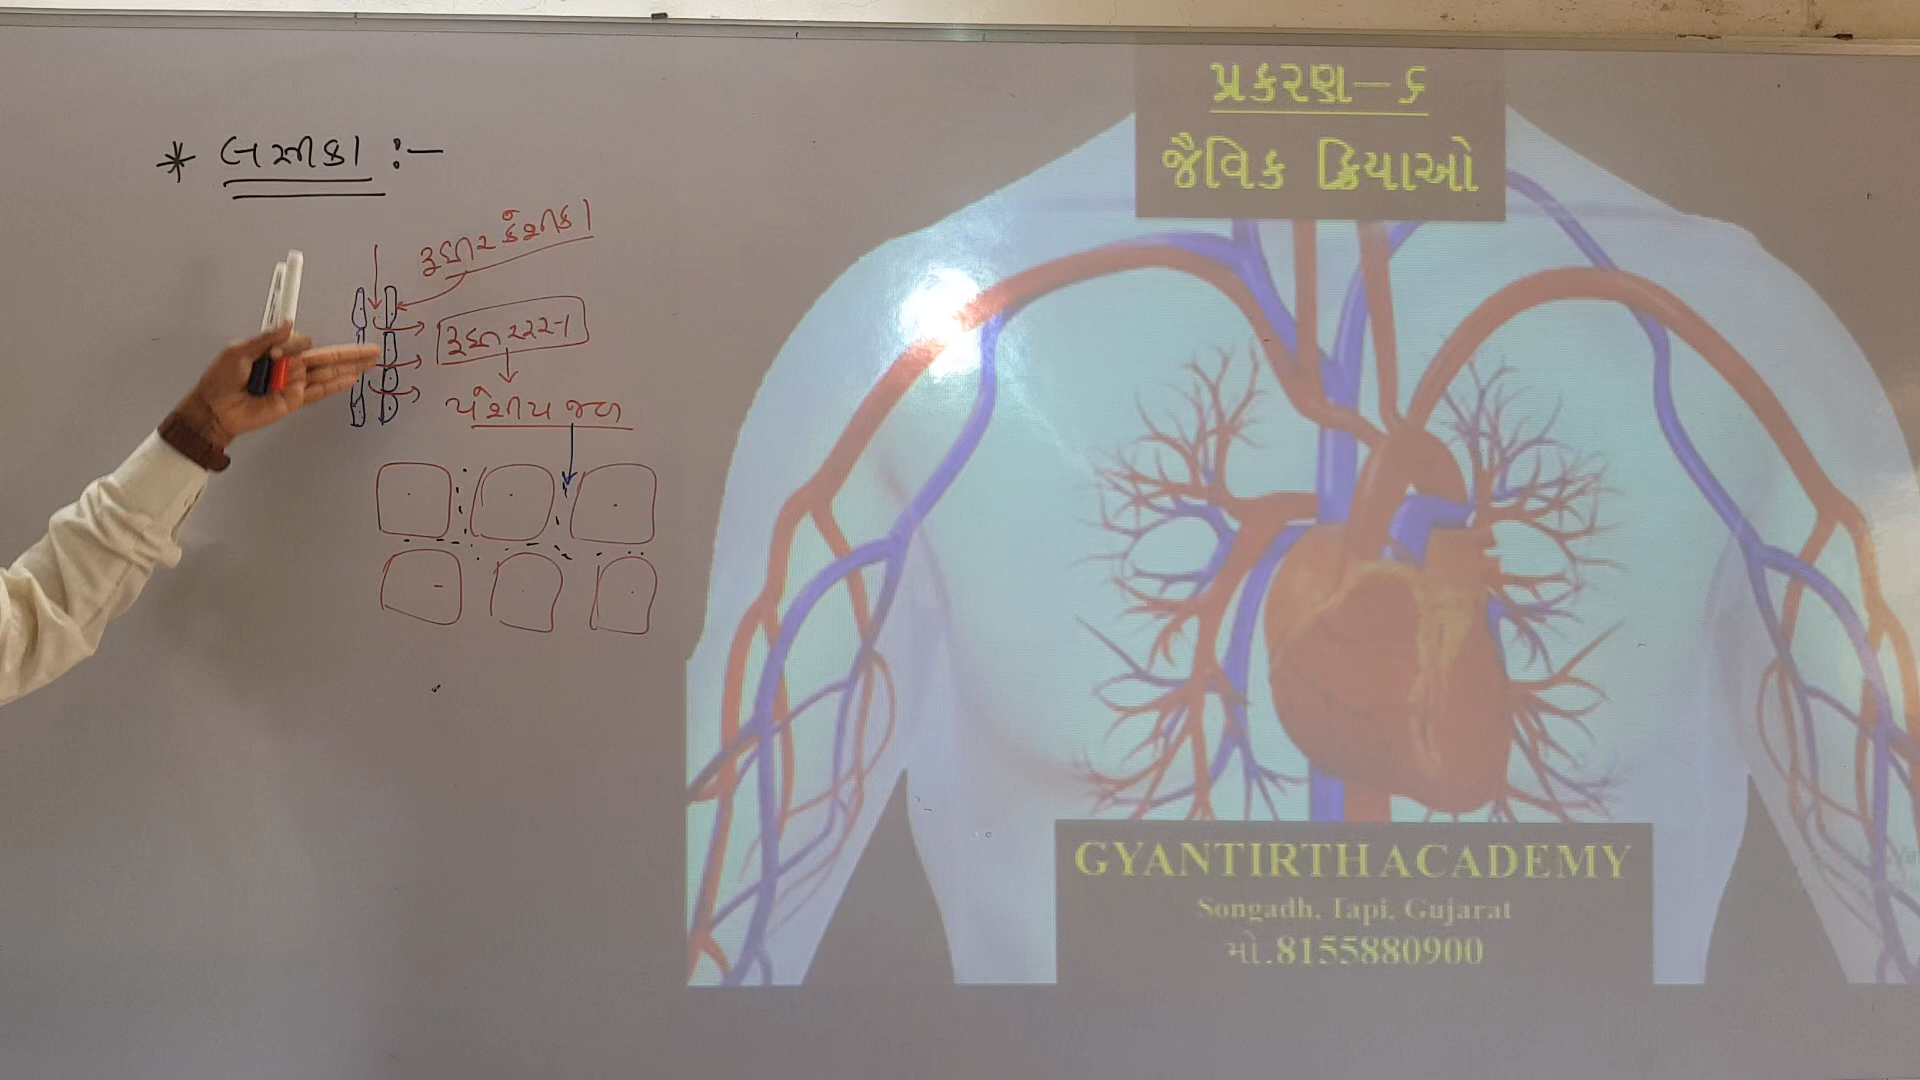 * લસીકા :-
રૂધીર કેશીકા
રૂધીરરસ
પેશીય જળ
પ્રકરણ-૬
જૈવિક ક્રિયાઓ
GYANTIRTH ACADEMY
Songadh, Tapi, Gujarat
મો.8155880900